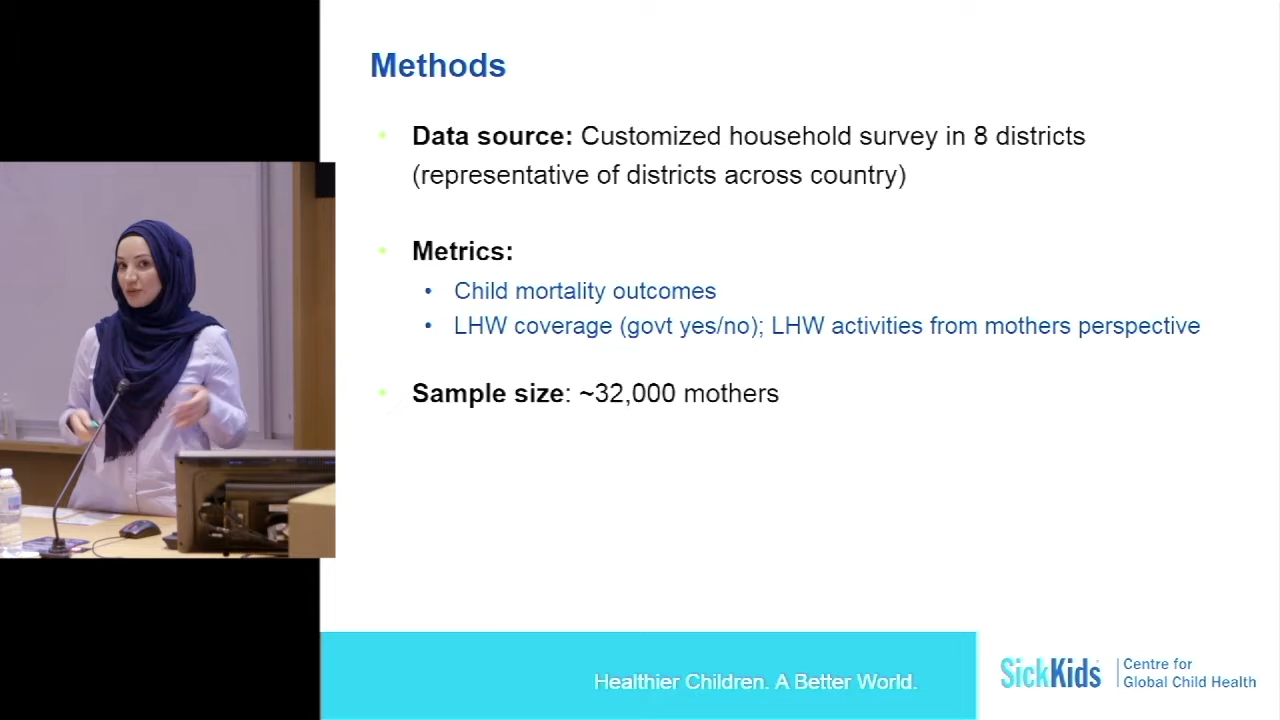 Methods
Data source: Customized household survey in 8 districts
(representative of districts across country)
Metrics:
Child mortality outcomes
LHW coverage (govt yes/no); LHW activities from mothers perspective
Sample size: ~32,000 mothers
Healthier Children. A Better World.
SickKids
Centre for
Global Child Health